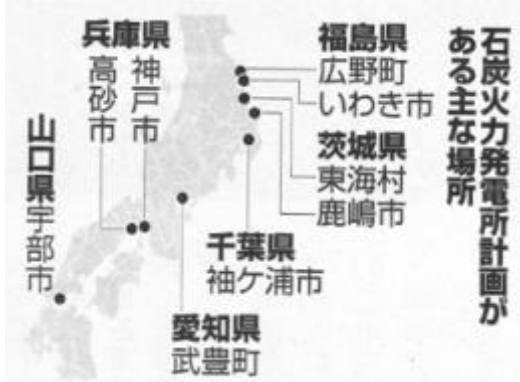 石炭火力発電所計画が
ある主な場所
福島県
広野町
いわき市
茨城県
東海村
鹿嶋市
千葉県
袖ケ浦市
愛知県
武豊町
兵庫県
神戸市
高砂市
山口県宇部市